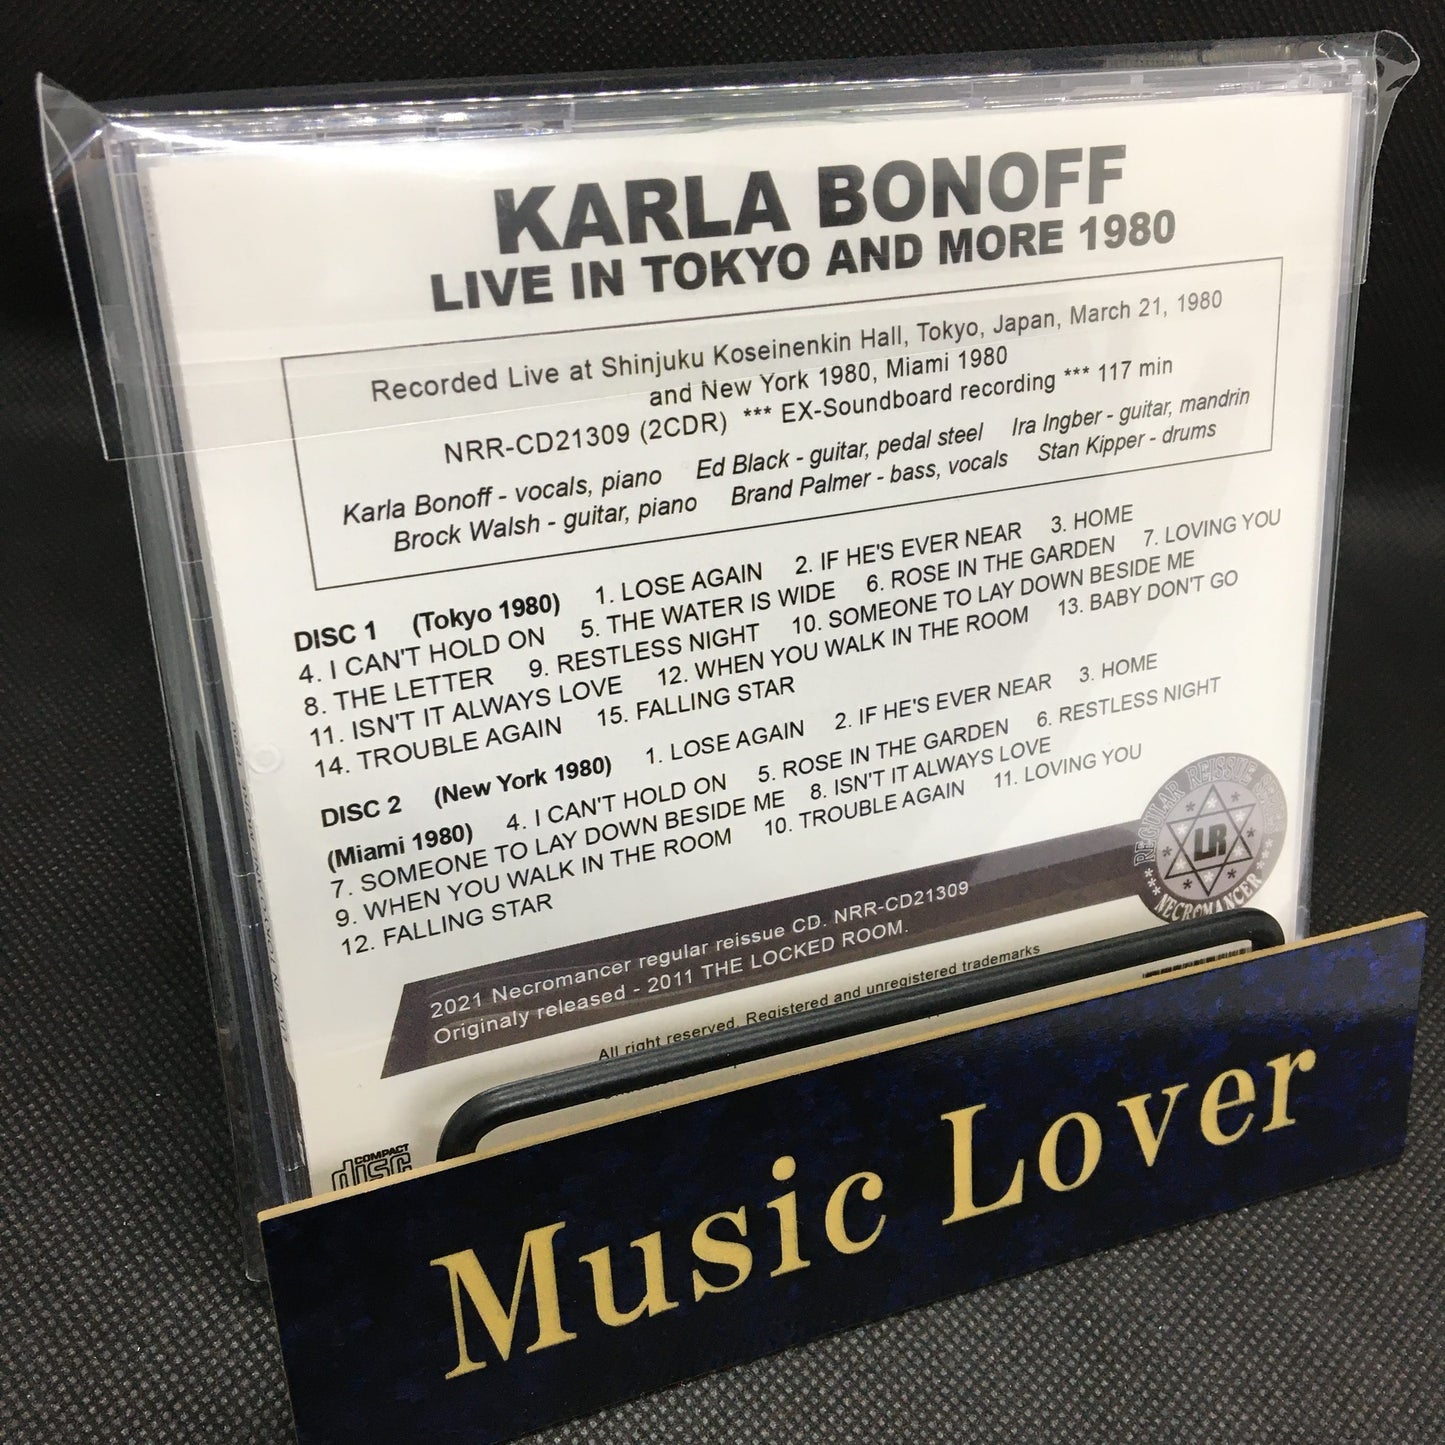 KARLA BONOFF
LIVE IN TOKYO AND MORE 1980
Recorded Live at Shinjuku Koseinenkin Hall, Tokyo, Japan, March 21, 1980
and New York 1980, Miami 1980
NRR-CD21309 (2CDR) *** EX-Soundboard recording *** 117 min
Karla Bonoff - vocals, piano Ed Black - guitar, pedal steel Ira Ingber - guitar, mandrin
Brock Walsh - guitar, piano Brand Palmer - bass, vocals Stan Kipper - drums
DISC 1 (Tokyo 1980) 1. LOSE AGAIN 2. IF HE'S EVER NEAR 3. HOME
4. I CAN'T HOLD ON 5. THE WATER IS WIDE 6. ROSE IN THE GARDEN 7. LOVING YOU
8. THE LETTER 9. RESTLESS NIGHT 10. SOMEONE TO LAY DOWN BESIDE ME
11. ISN'T IT ALWAYS LOVE 12. WHEN YOU WALK IN THE ROOM 13. BABY DON'T GO
14. TROUBLE AGAIN 15. FALLING STAR
DISC 2 (New York 1980) 1. LOSE AGAIN 2. IF HE'S EVER NEAR 3. HOME
(Miami 1980) 4. I CAN'T HOLD ON 5. ROSE IN THE GARDEN 6. RESTLESS NIGHT
7. SOMEONE TO LAY DOWN BESIDE ME 8. ISN'T IT ALWAYS LOVE
9. WHEN YOU WALK IN THE ROOM 10. TROUBLE AGAIN 11. LOVING YOU
12. FALLING STAR
REGULAR REISSUE SERIES
LR
***NECROMANCER***
2021 Necromancer regular reissue CD. NRR-CD21309
Originaly released - 2011 THE LOCKED ROOM.
All right reserved. Registered and unregistered trademarks
COMPACT
disc
Music Lover